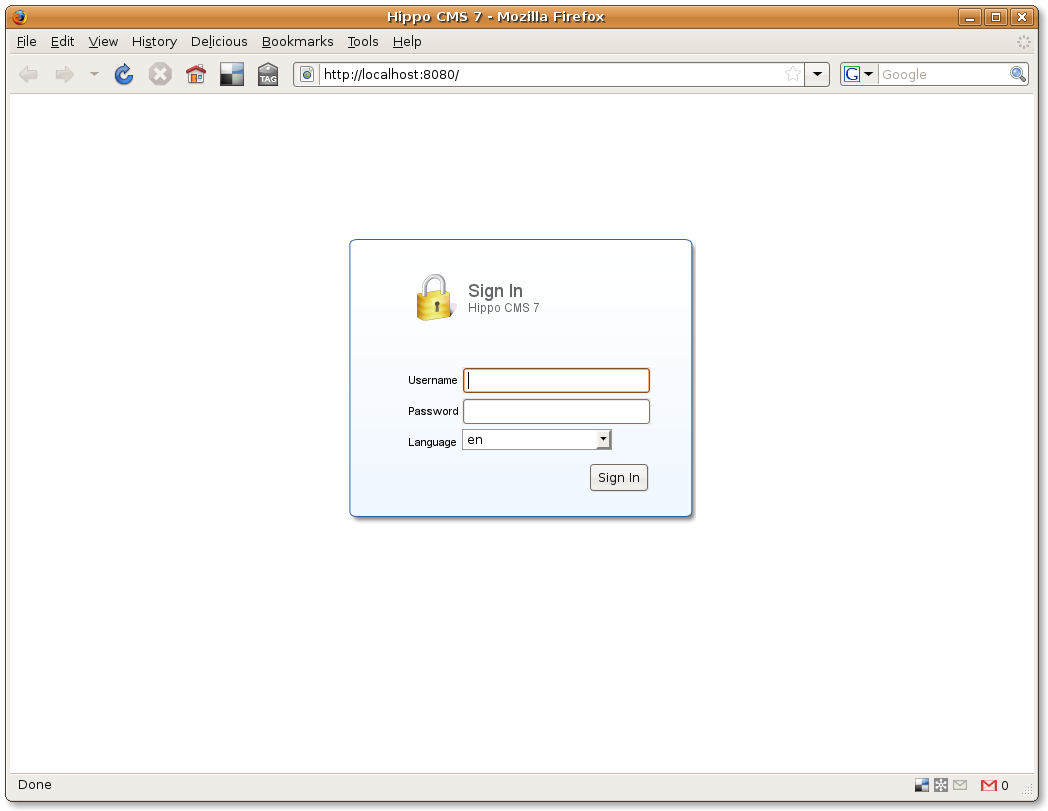 Hippo CMS 7 - Mozilla Firefox
File Edit View History Delicious Bookmarks Tools Help
TAG http://localhost:8080/ G Google
Sign In
Hippo CMS 7
Username
Password
Language en
Sign In
Done 0